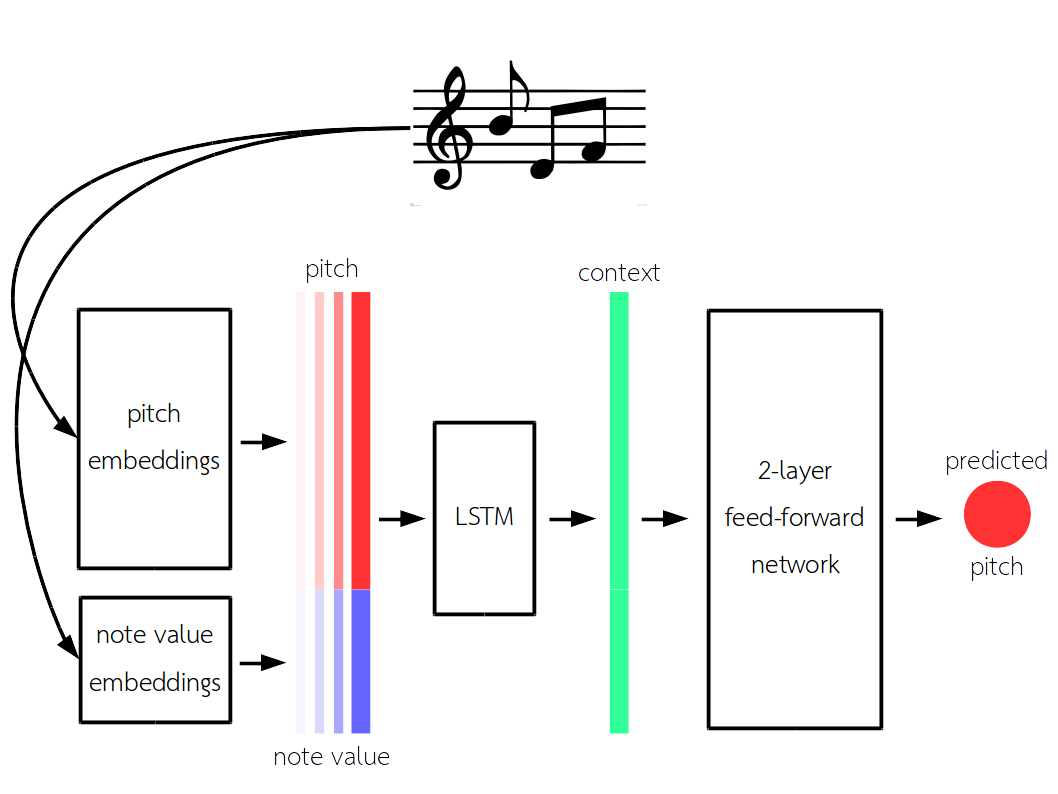 pitch
context
pitch
embeddings
note value
embeddings
note value
LSTM
2-layer
feed-forward
network
predicted
pitch